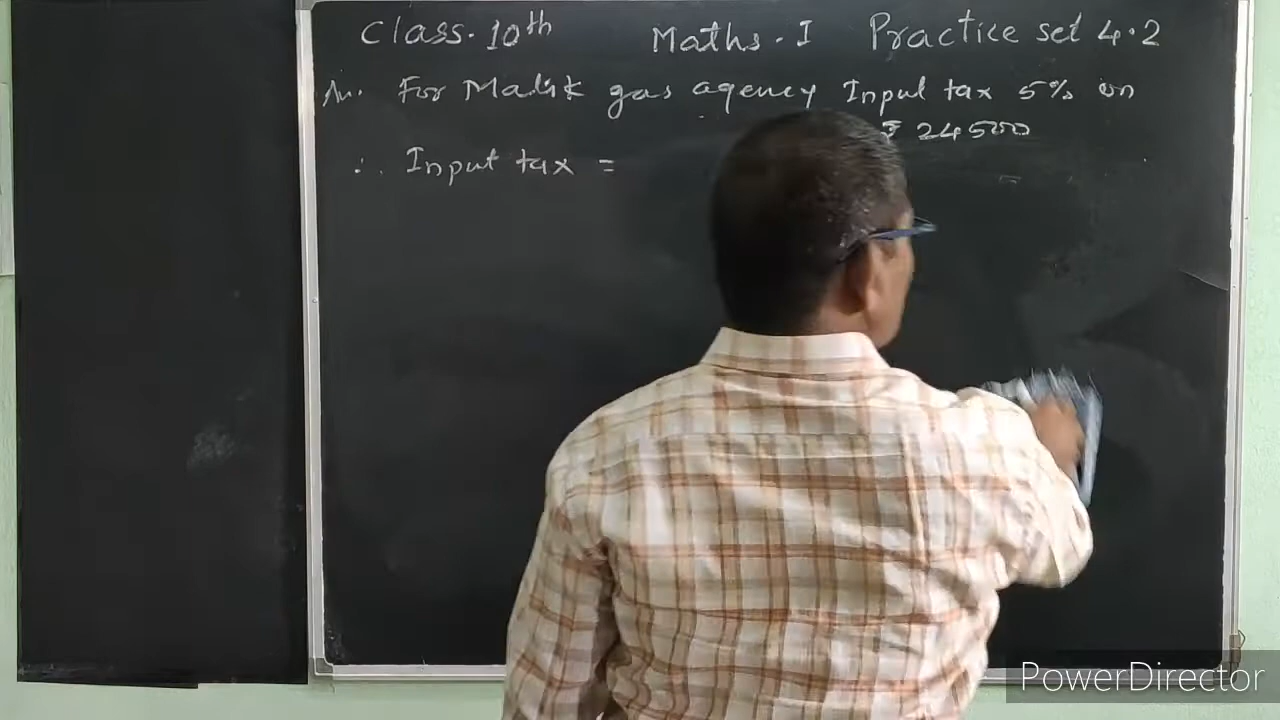 Class. 10th Maths. I Practice set 4.2
An. For Malik gas agency Input tax 5% on
₹ 24500
∴ Input tax =
PowerDirector